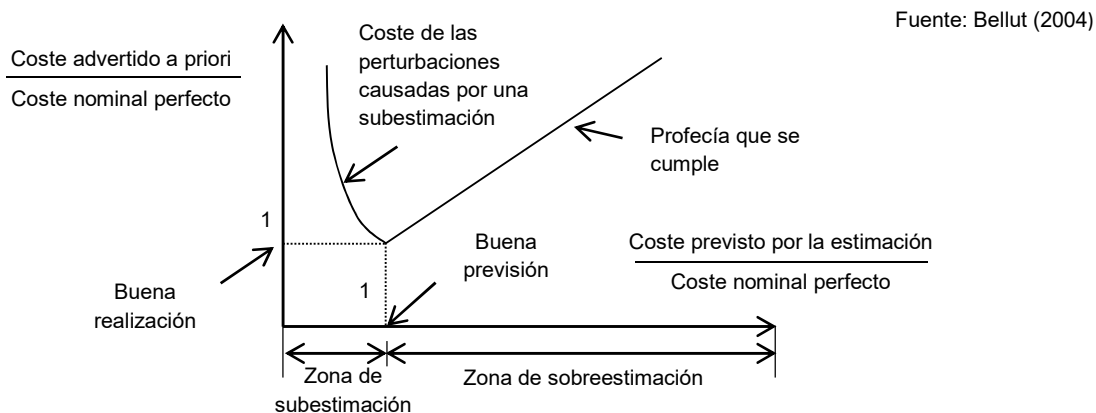 Fuente: Bellut (2004)
Coste advertido a priori
Coste nominal perfecto
Coste de las
perturbaciones
causadas por una
subestimación
Profecía que se
cumple
1
Buena
realización
1
Buena
previsión
Coste previsto por la estimación
Coste nominal perfecto
Zona de
subestimación
Zona de sobreestimación